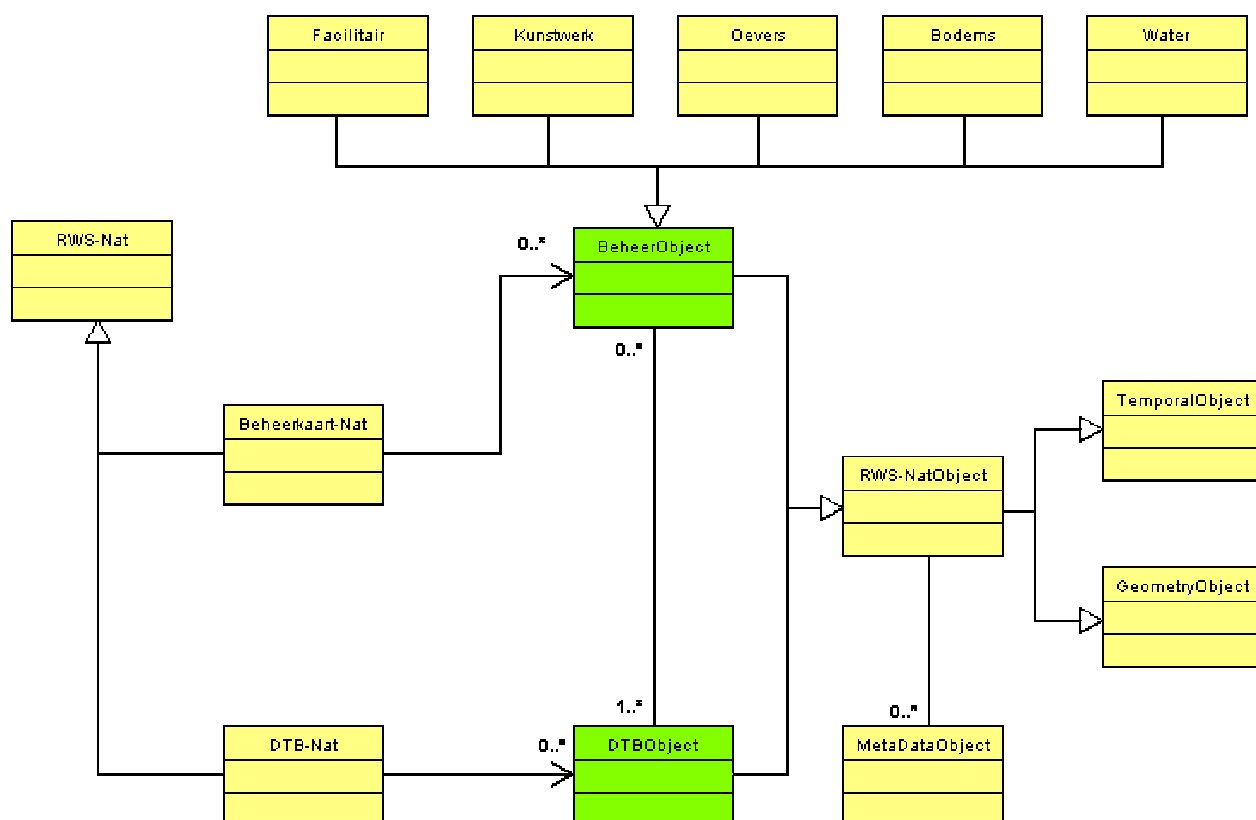 Facilitair
Kunstwerk
Oevers
Bodems
Water
RWS-Nat
0..*
BeheerObject
0..*
Beheerkaart-Nat
TemporalObject
RWS-NatObject
GeometryObject
1..*
0..*
DTB-Nat
0..*
DTBObject
MetaDataObject